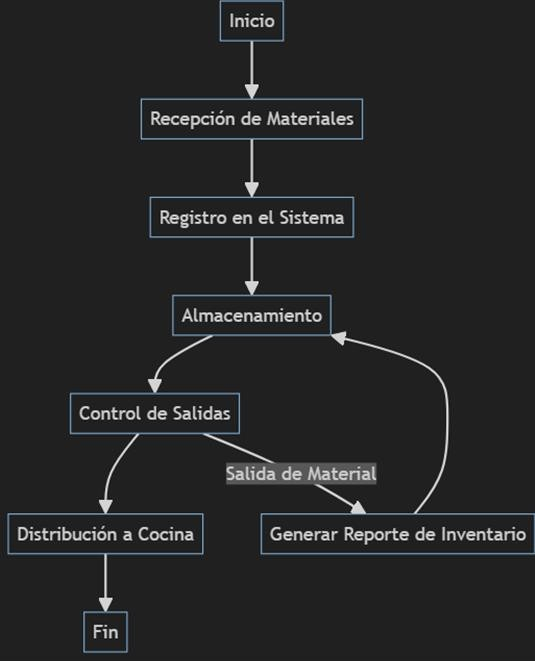 Inicio
Recepción de Materiales
Registro en el Sistema
Almacenamiento
Control de Salidas
Salida de Material
Distribución a Cocina
Generar Reporte de Inventario
Fin